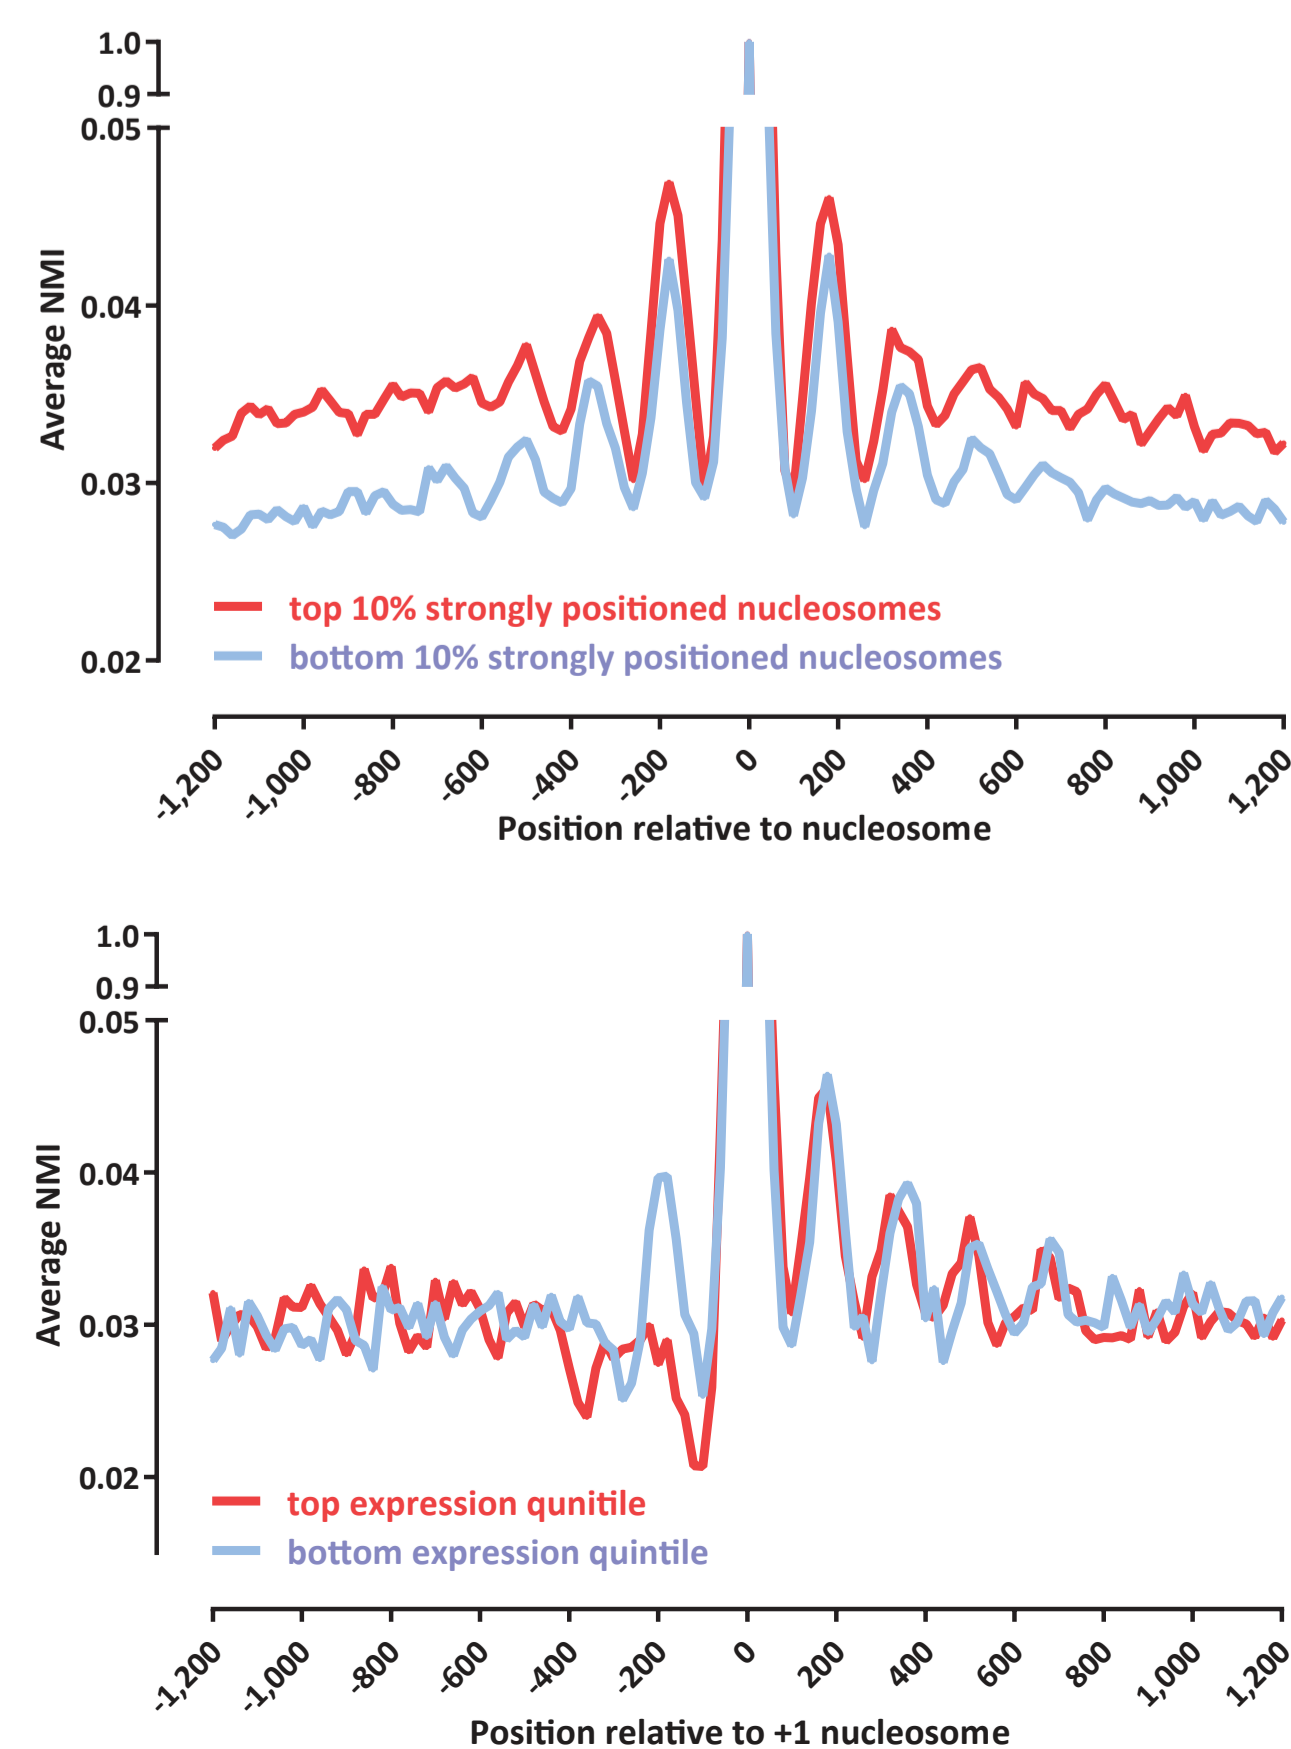 1.0
0.9
0.05
0.04
0.03
0.02
Average NMI
top 10% strongly positioned nucleosomes
bottom 10% strongly positioned nucleosomes
-1,200 -1,000 -800 -600 -400 -200 0 200 400 600 800 1,000 1,200
Position relative to nucleosome
1.0
0.9
0.05
0.04
0.03
0.02
Average NMI
top expression qunitile
bottom expression quintile
-1,200 -1,000 -800 -600 -400 -200 0 200 400 600 800 1,000 1,200
Position relative to +1 nucleosome